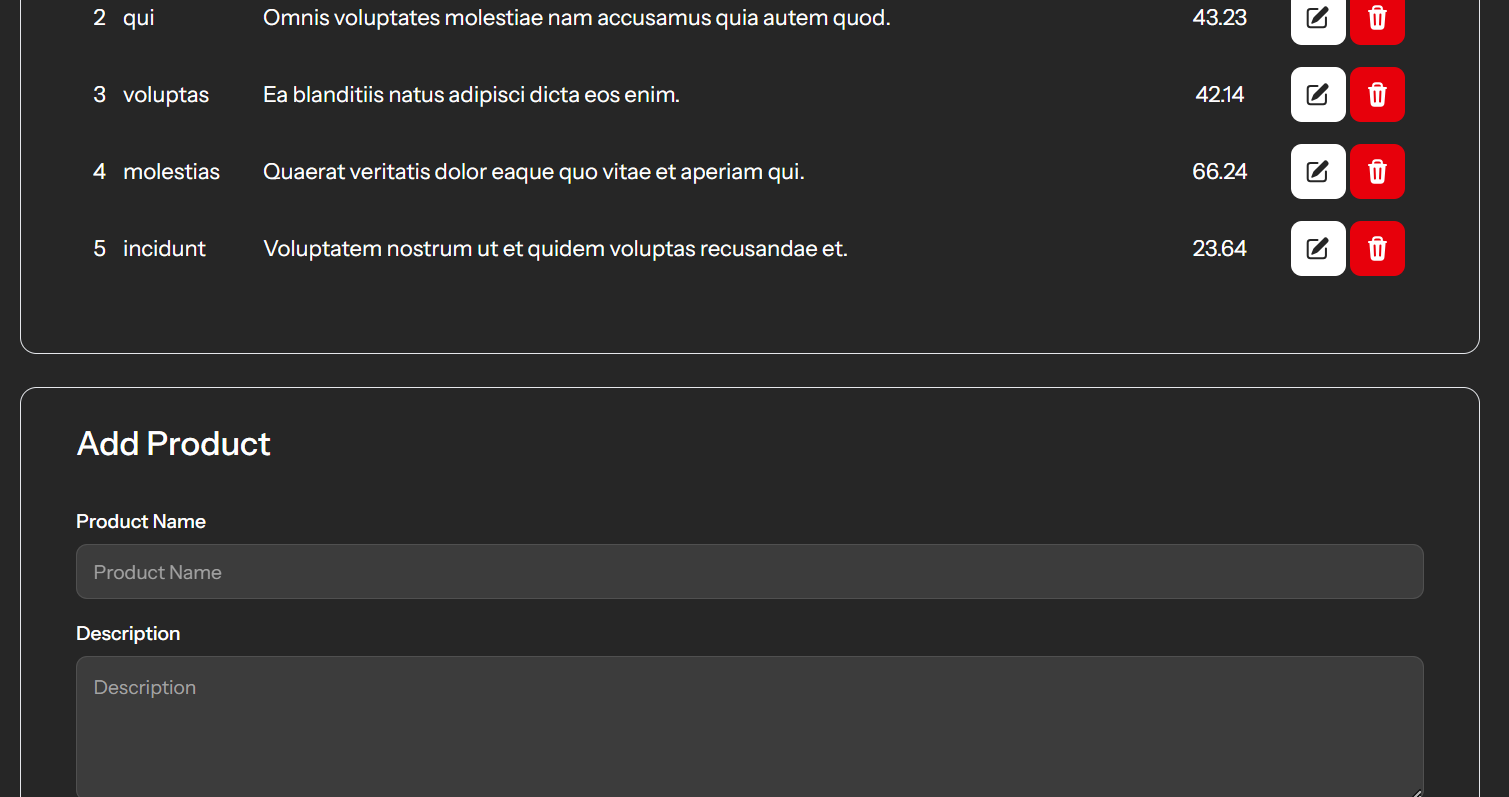 2 qui Omnis voluptates molestiae nam accusamus quia autem quod. 43.23
3 voluptas Ea blanditiis natus adipisci dicta eos enim. 42.14
4 molestias Quaerat veritatis dolor eaque quo vitae et aperiam qui. 66.24
5 incidunt Voluptatem nostrum ut et quidem voluptas recusandae et. 23.64
Add Product
Product Name
Product Name
Description
Description